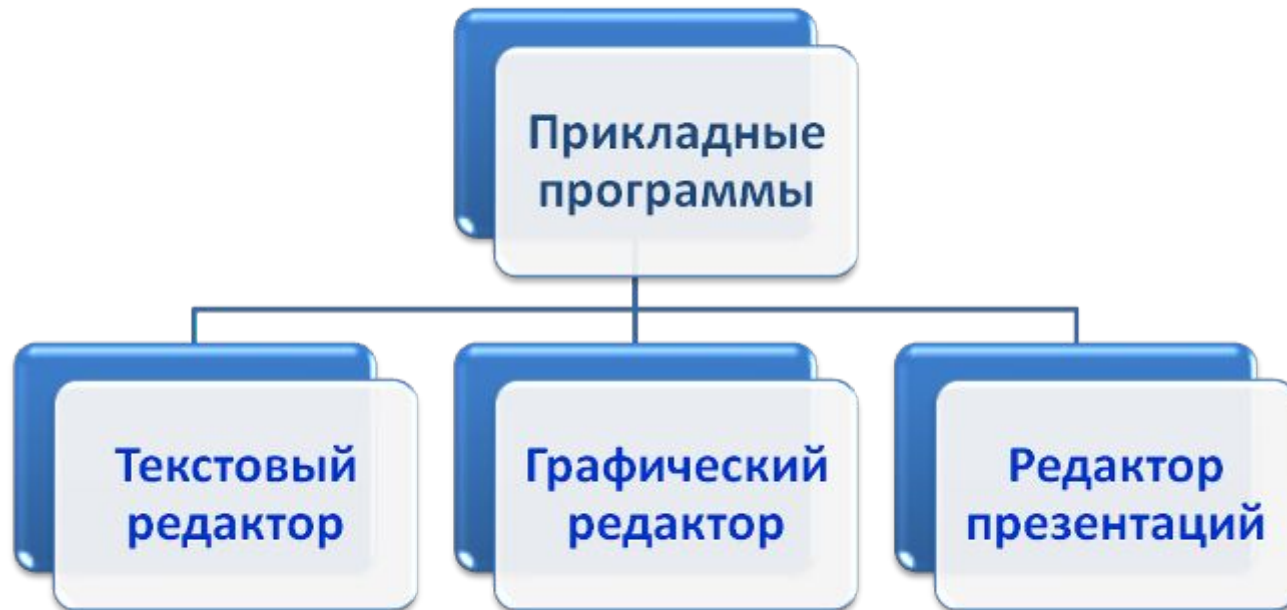 Прикладные
программы
Текстовый
редактор
Графический
редактор
Редактор
презентаций